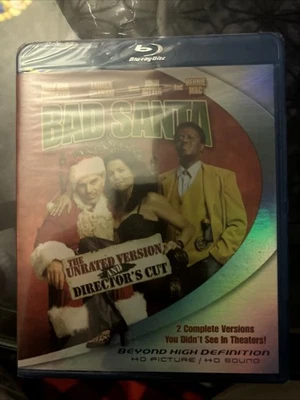 Blu-ray Disc
MAC
BAD SANTA
THE
UNRATED VERSION
AND
DIRECTOR'S CUT
2 Complete Versions
You Didn't See In Theaters!
BEYOND HIGH DEFINITION
HD PICTURE / HD SOUND